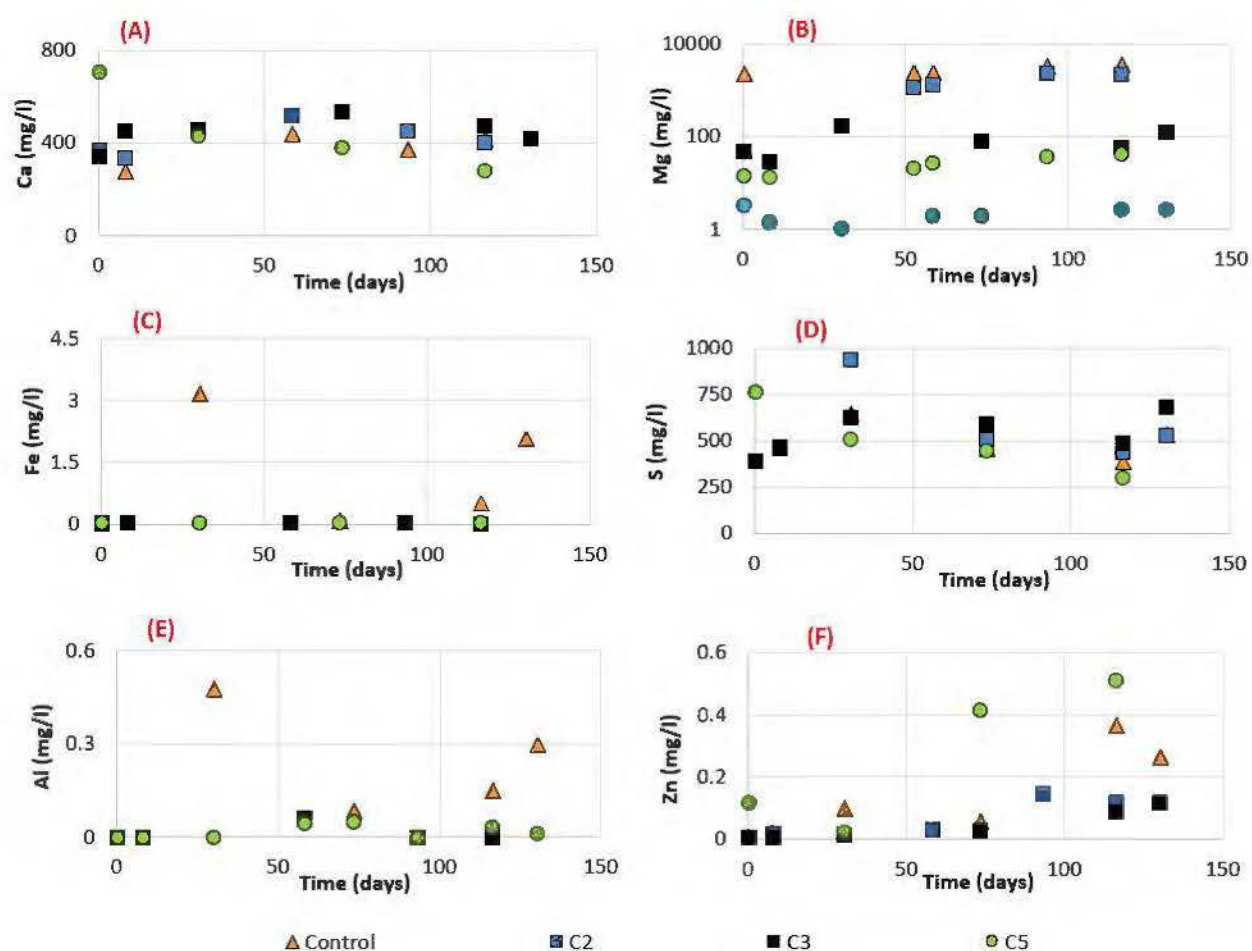 (A)
800
400
0
Ca (mg/l)
0 50 100 150
Time (days)
(B)
10000
100
1
Mg (mg/l)
0 50 100 150
Time (days)
(C)
4.5
3
1.5
0
Fe (mg/l)
0 50 100 150
Time (days)
(D)
1000
750
500
250
0
S (mg/l)
0 50 100 150
Time (days)
(E)
0.6
0.3
0
Al (mg/l)
0 50 100 150
Time (days)
(F)
0.6
0.4
0.2
0
Zn (mg/l)
0 50 100 150
Time (days)
Control C2 C3 C5